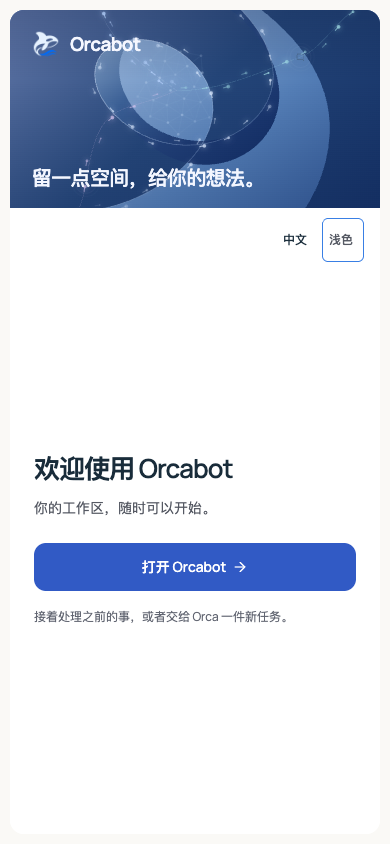 Orcabot
留一点空间，给你的想法。
中文 浅色
欢迎使用 Orcabot
你的工作区，随时可以开始。
打开 Orcabot →
接着处理之前的事，或者交给 Orca 一件新任务。